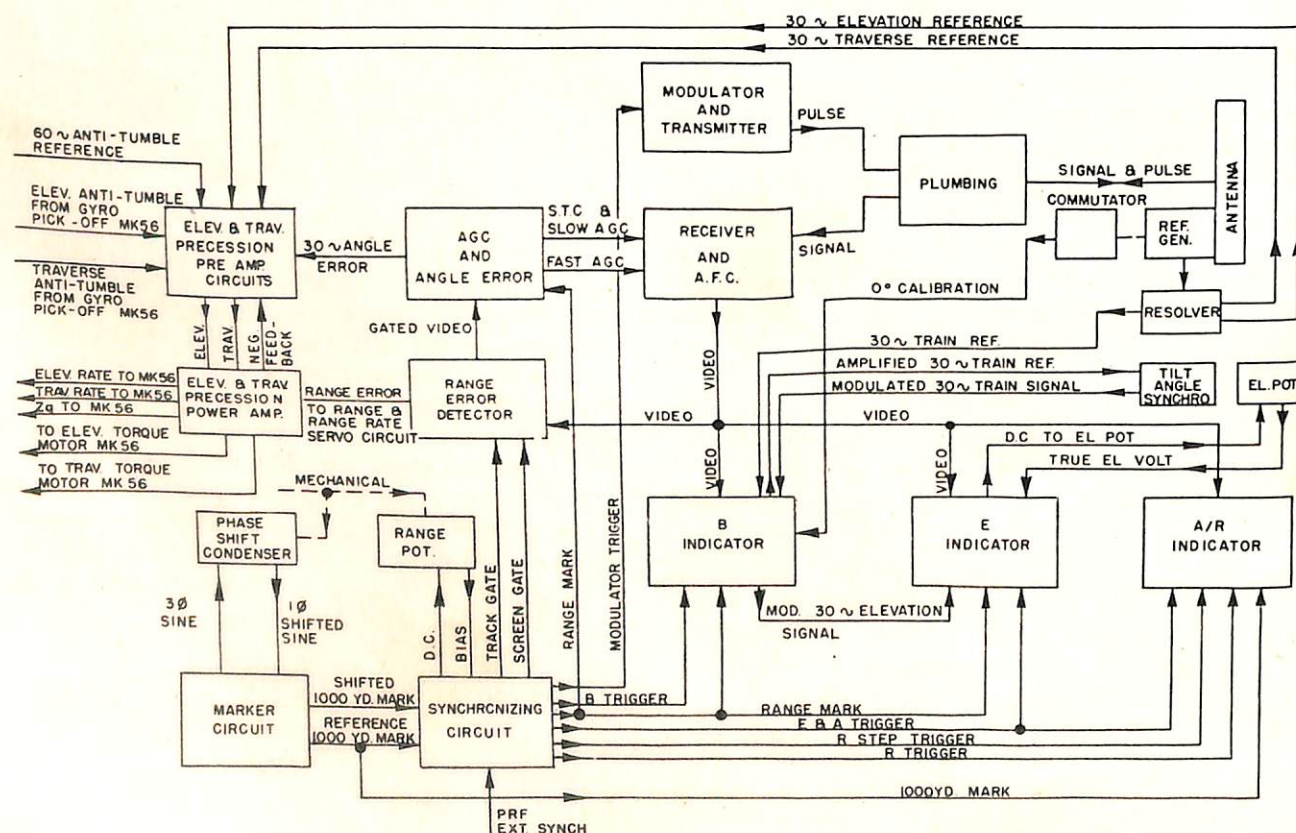 30 ~ ELEVATION REFERENCE
30 ~ TRAVERSE REFERENCE
60 ~ ANTI-TUMBLE
REFERENCE
ELEV. ANTI-TUMBLE
FROM GYRO
PICK-OFF MK56
TRAVERSE
ANTI-TUMBLE
FROM GYRO
PICK-OFF MK56
ELEV. & TRAV.
PRECESSION
PRE AMP.
CIRCUITS
30 ~ ANGLE
ERROR
AGC
AND
ANGLE ERROR
S.T.C &
SLOW AGC
FAST AGC
MODULATOR
AND
TRANSMITTER
PULSE
RECEIVER
AND
A.F.C.
SIGNAL
PLUMBING
SIGNAL & PULSE
COMMUTATOR
REF.
GEN.
ANTENNA
RESOLVER
0° CALIBRATION
30 ~ TRAIN REF.
AMPLIFIED 30 ~ TRAIN REF.
MODULATED 30 ~ TRAIN SIGNAL
TILT
ANGLE
SYNCHRO
EL. POT
ELEV.
TRAV.
NEG.
FEED-
BACK
GATED VIDEO
ELEV RATE TO MK56
TRAV RATE TO MK56
Zq TO MK 56
TO ELEV. TORQUE
MOTOR MK56
TO TRAV. TORQUE
MOTOR MK 56
ELEV. & TRAV.
PRECESSION
POWER AMP.
RANGE ERROR
TO RANGE &
RANGE RATE
SERVO CIRCUIT
RANGE
ERROR
DETECTOR
VIDEO
VIDEO
VIDEO
VIDEO
VIDEO
D.C TO EL POT
TRUE EL VOLT
MECHANICAL
PHASE
SHIFT
CONDENSER
RANGE
POT.
B
INDICATOR
E
INDICATOR
A/R
INDICATOR
3Ø
SINE
1Ø
SHIFTED
SINE
D.C.
BIAS
TRACK GATE
SCREEN GATE
RANGE MARK
MODULATOR TRIGGER
MOD. 30 ~ ELEVATION
SIGNAL
MARKER
CIRCUIT
SHIFTED
1000 YD. MARK
REFERENCE
1000 YD. MARK
SYNCHRONIZING
CIRCUIT
B TRIGGER
RANGE MARK
E & A TRIGGER
R STEP TRIGGER
R TRIGGER
1000YD MARK
PRF
EXT. SYNCH